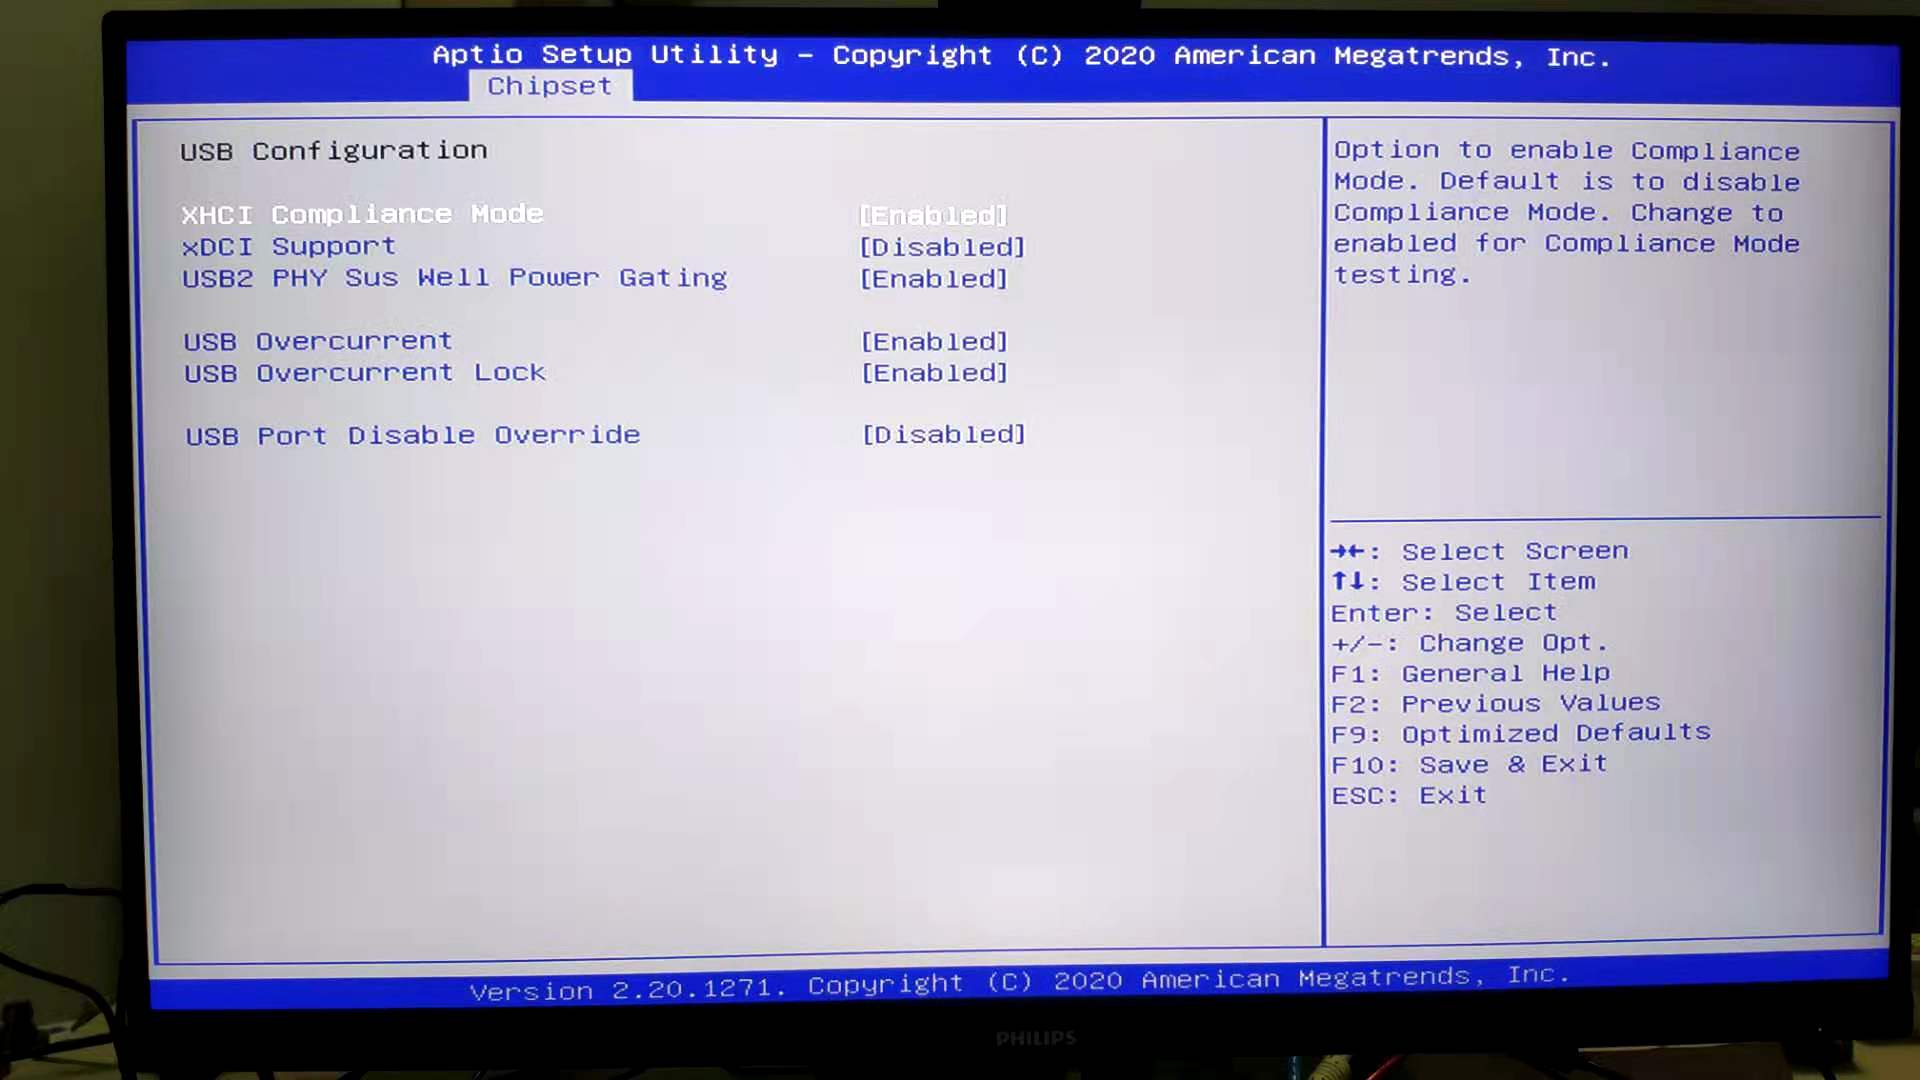 Aptio Setup Utility – Copyright (C) 2020 American Megatrends, Inc.
Chipset
USB Configuration
XHCI Compliance Mode [Enabled]
xDCI Support [Disabled]
USB2 PHY Sus Well Power Gating [Enabled]
USB Overcurrent [Enabled]
USB Overcurrent Lock [Enabled]
USB Port Disable Override [Disabled]
Option to enable Compliance
Mode. Default is to disable
Compliance Mode. Change to
enabled for Compliance Mode
testing.
→←: Select Screen
↑↓: Select Item
Enter: Select
+/-: Change Opt.
F1: General Help
F2: Previous Values
F9: Optimized Defaults
F10: Save & Exit
ESC: Exit
Version 2.20.1271. Copyright (C) 2020 American Megatrends, Inc.
PHILIPS